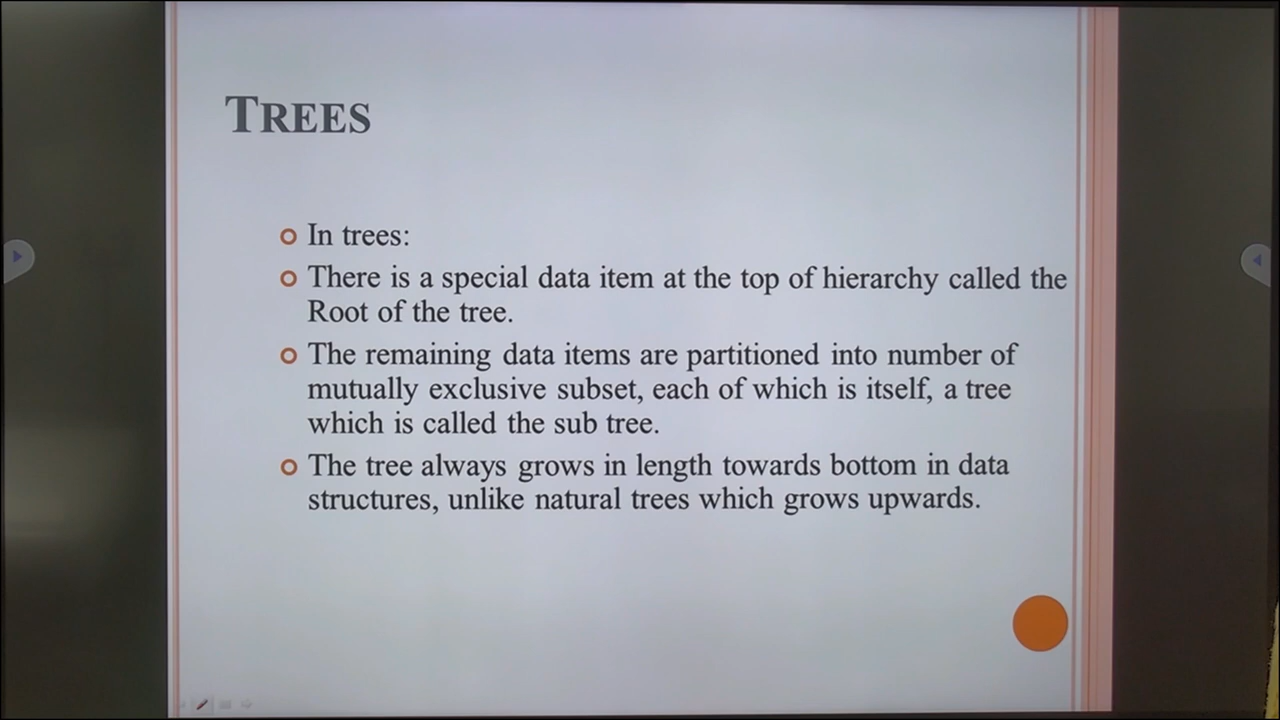 TREES
In trees:
There is a special data item at the top of hierarchy called the
Root of the tree.
The remaining data items are partitioned into number of
mutually exclusive subset, each of which is itself, a tree
which is called the sub tree.
The tree always grows in length towards bottom in data
structures, unlike natural trees which grows upwards.